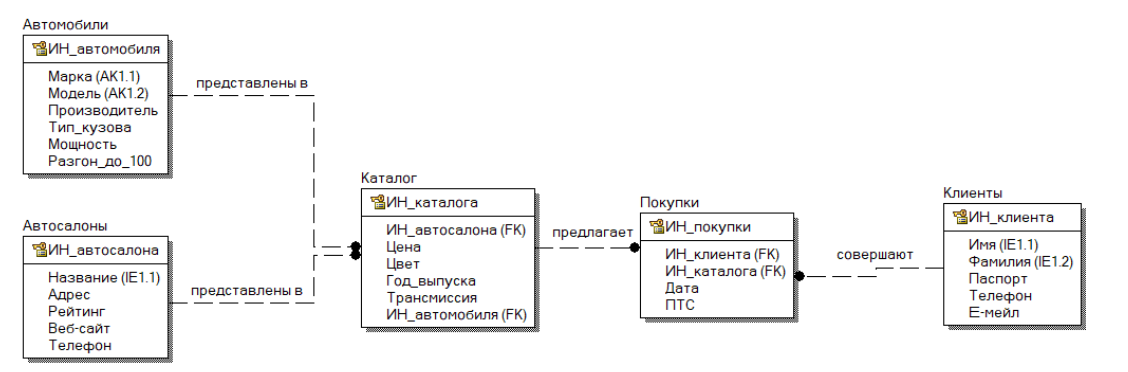 Автомобили
ИН_автомобиля
Марка (AK1.1)
Модель (AK1.2)
Производитель
Тип_кузова
Мощность
Разгон_до_100
представлены в
Автосалоны
ИН_автосалона
Название (IE1.1)
Адрес
Рейтинг
Веб-сайт
Телефон
представлены в
Каталог
ИН_каталога
ИН_автосалона (FK)
Цена
Цвет
Год_выпуска
Трансмиссия
ИН_автомобиля (FK)
предлагает
Покупки
ИН_покупки
ИН_клиента (FK)
ИН_каталога (FK)
Дата
ПТС
совершают
Клиенты
ИН_клиента
Имя (IE1.1)
Фамилия (IE1.2)
Паспорт
Телефон
Е-мейл